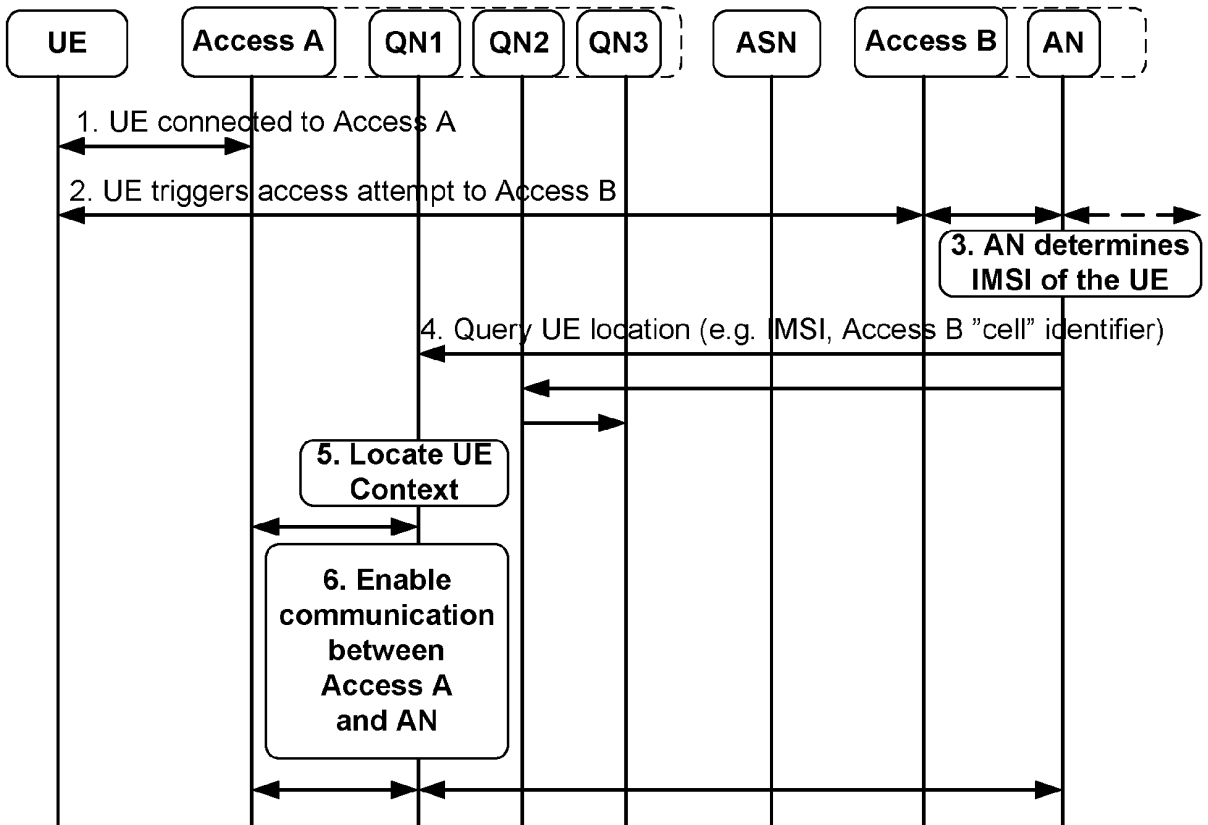 UE
Access A
QN1
QN2
QN3
ASN
Access B
AN
1. UE connected to Access A
2. UE triggers access attempt to Access B
3. AN determines
IMSI of the UE
4. Query UE location (e.g. IMSI, Access B ”cell” identifier)
5. Locate UE
Context
6. Enable
communication
between
Access A
and AN